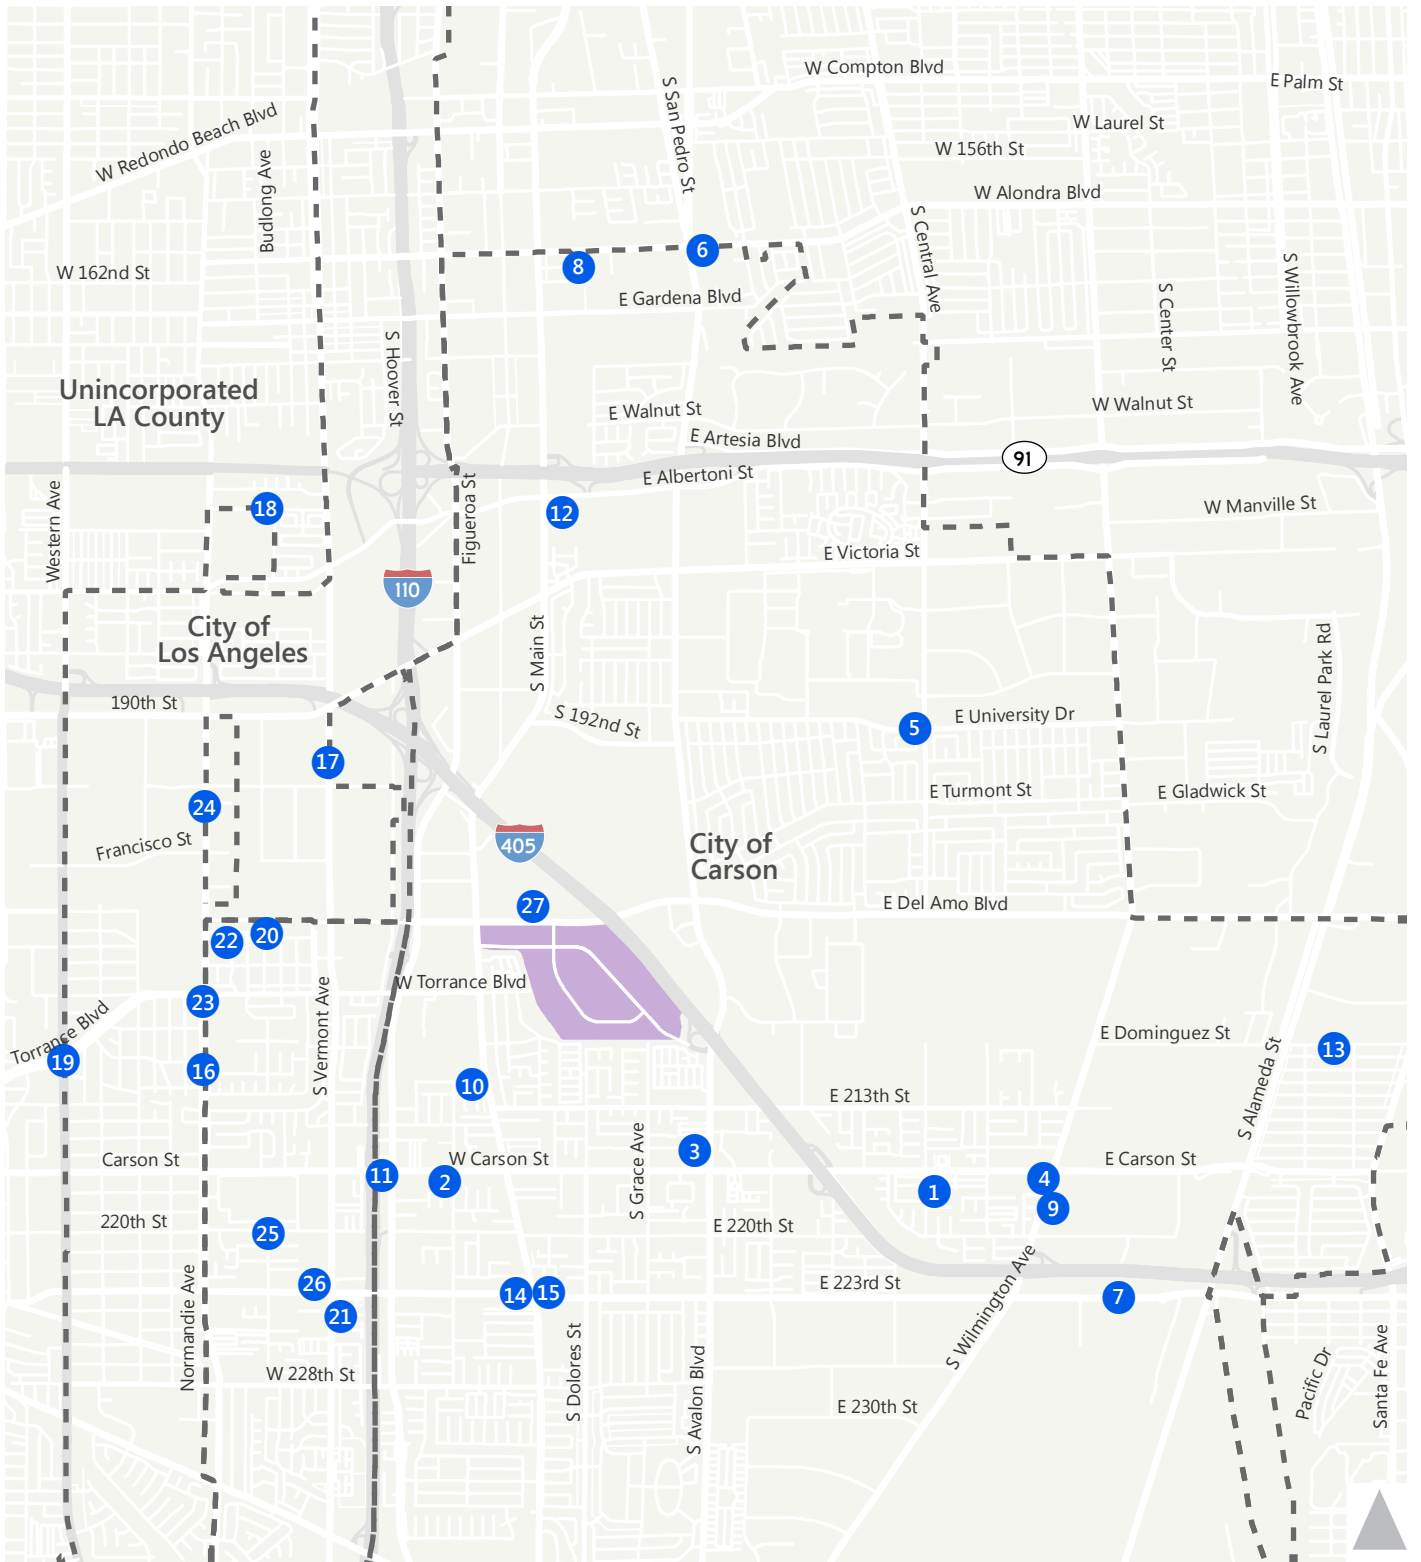 W Compton Blvd
E Palm St
S San Pedro St
W Redondo Beach Blvd
W Laurel St
W 156th St
Budlong Ave
W Alondra Blvd
S Central Ave
6
8
W 162nd St
E Gardena Blvd
S Center St
S Willowbrook Ave
S Hoover St
Unincorporated
LA County
E Walnut St
W Walnut St
E Artesia Blvd
91
E Albertoni St
Western Ave
18
Figueroa St
12
W Manville St
E Victoria St
110
City of
Los Angeles
S Main St
S Laurel Park Rd
190th St
S 192nd St
5
E University Dr
17
24
E Turmont St
E Gladwick St
Francisco St
405
City of
Carson
27
E Del Amo Blvd
22
20
W Torrance Blvd
23
S Vermont Ave
Torrance Blvd
19
16
E Dominguez St
13
S Alameda St
10
E 213th St
S Grace Ave
3
Carson St
W Carson St
E Carson St
11
2
1
4
9
220th St
25
E 220th St
26
14
15
E 223rd St
7
21
S Wilmington Ave
Normandie Ave
W 228th St
S Dolores St
S Avalon Blvd
E 230th St
Pacific Dr
Santa Fe Ave